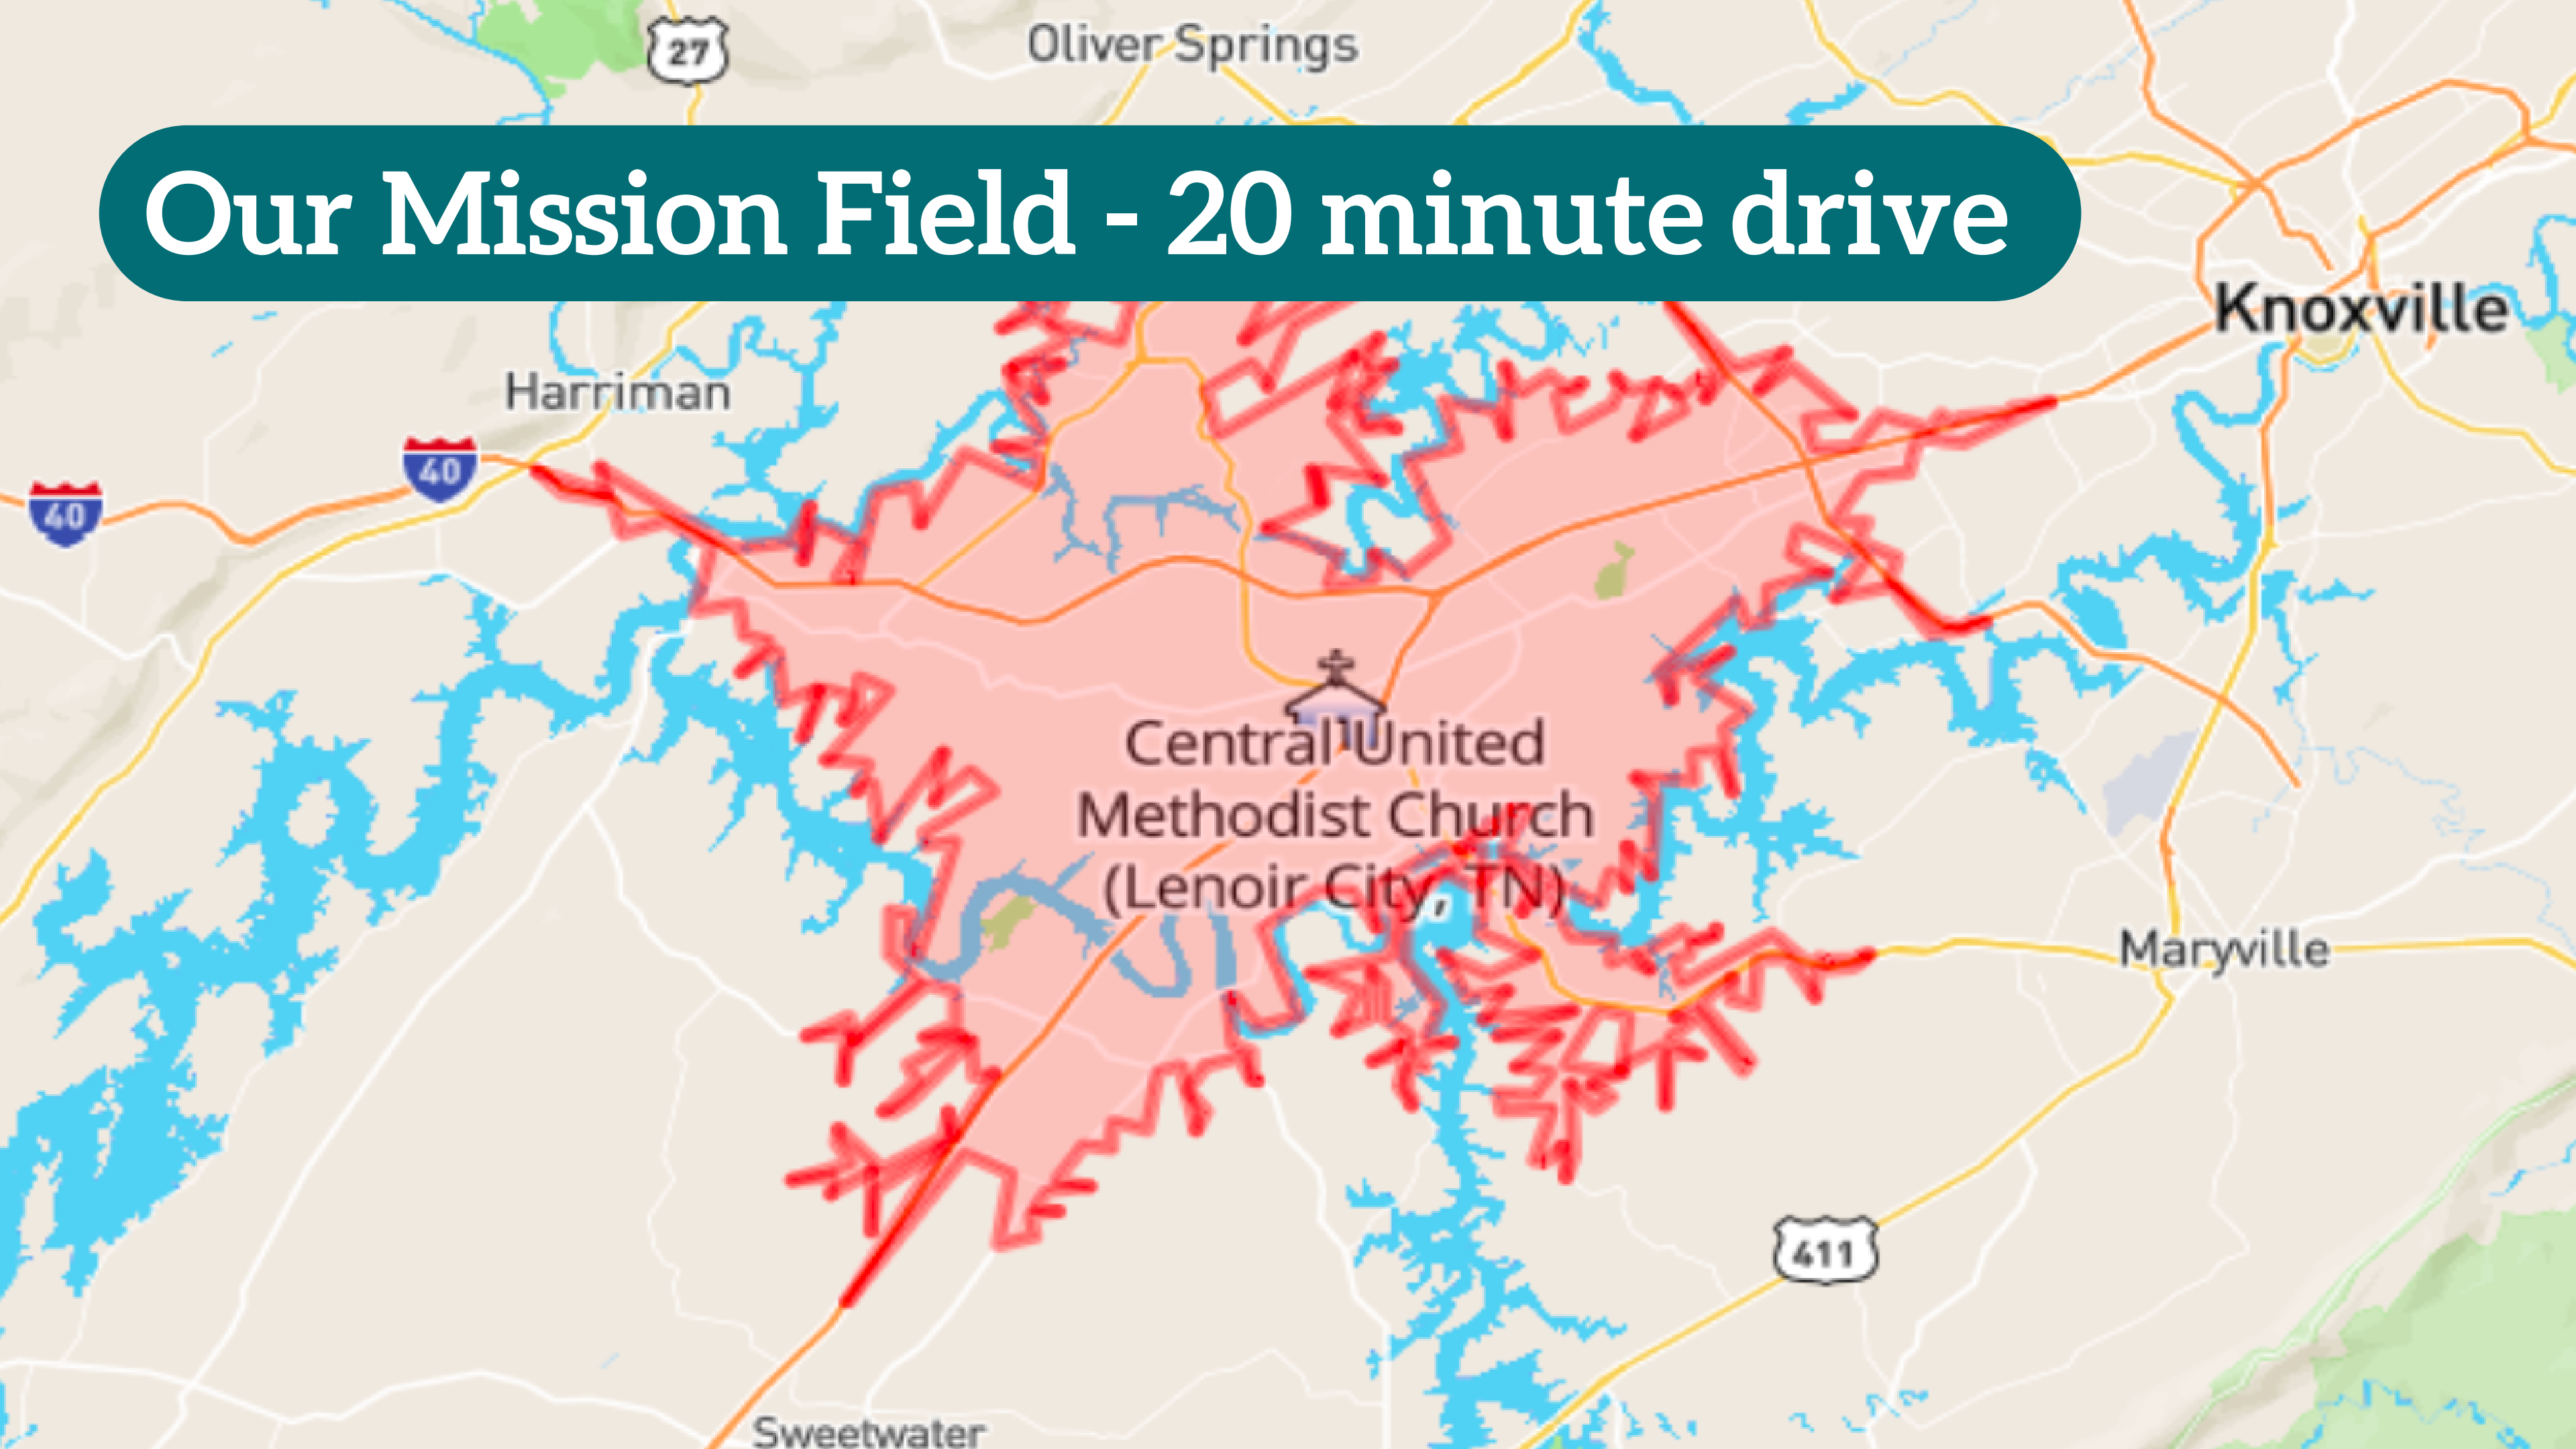 27
Oliver Springs
Our Mission Field - 20 minute drive
Knoxville
Harriman
40
40
Central United
Methodist Church
(Lenoir City, TN)
Maryville
411
Sweetwater